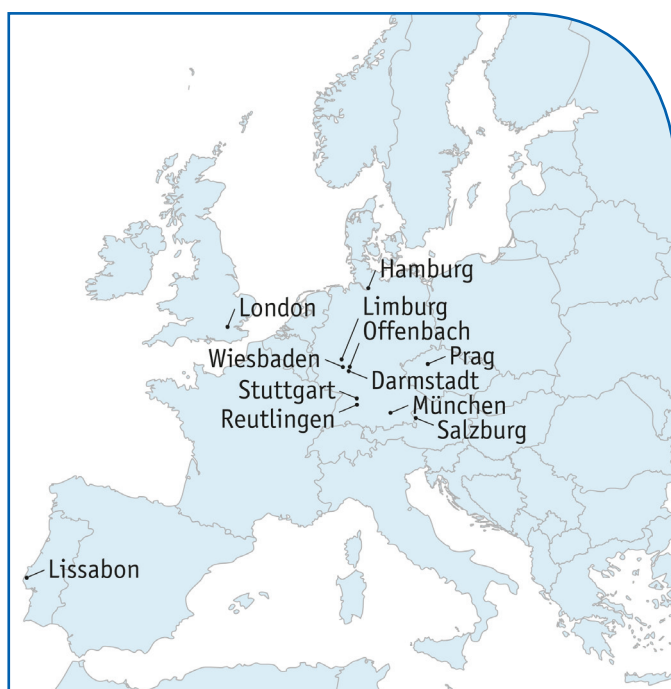 Hamburg
London
Limburg
Offenbach
Wiesbaden
Prag
Darmstadt
Stuttgart
München
Reutlingen
Salzburg
Lissabon